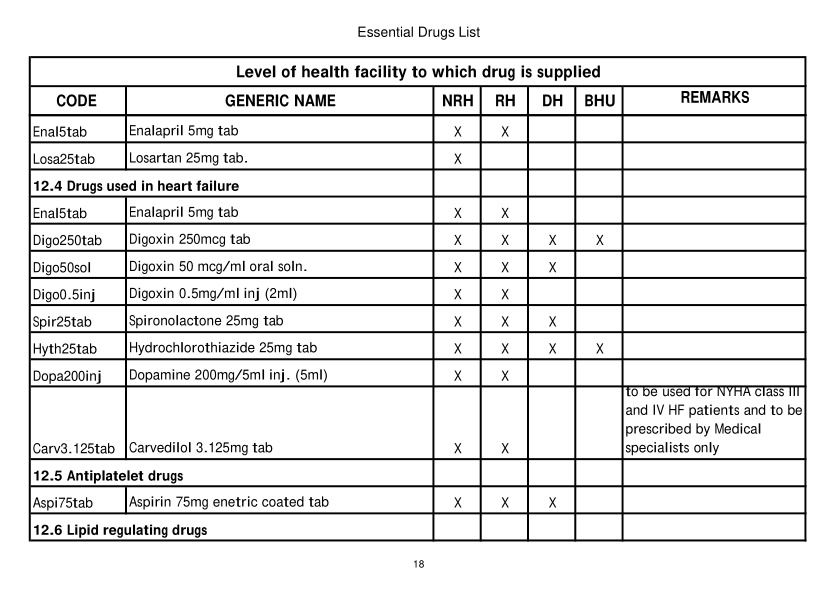 Essential Drugs List
Level of health facility to which drug is supplied
CODE GENERIC NAME NRH RH DH BHU REMARKS
Enal5tab Enalapril 5mg tab X X
Losa25tab Losartan 25mg tab. X
12.4 Drugs used in heart failure
Enal5tab Enalapril 5mg tab X X
Digo250tab Digoxin 250mcg tab X X X X
Digo50sol Digoxin 50 mcg/ml oral soln. X X X
Digo0.5inj Digoxin 0.5mg/ml inj (2ml) X X
Spir25tab Spironolactone 25mg tab X X X
Hyth25tab Hydrochlorothiazide 25mg tab X X X X
Dopa200inj Dopamine 200mg/5ml inj. (5ml) X X
to be used for NYHA class III
and IV HF patients and to be
prescribed by Medical
Carv3.125tab Carvedilol 3.125mg tab X X specialists only
12.5 Antiplatelet drugs
Aspi75tab Aspirin 75mg enetric coated tab X X X
12.6 Lipid regulating drugs
18